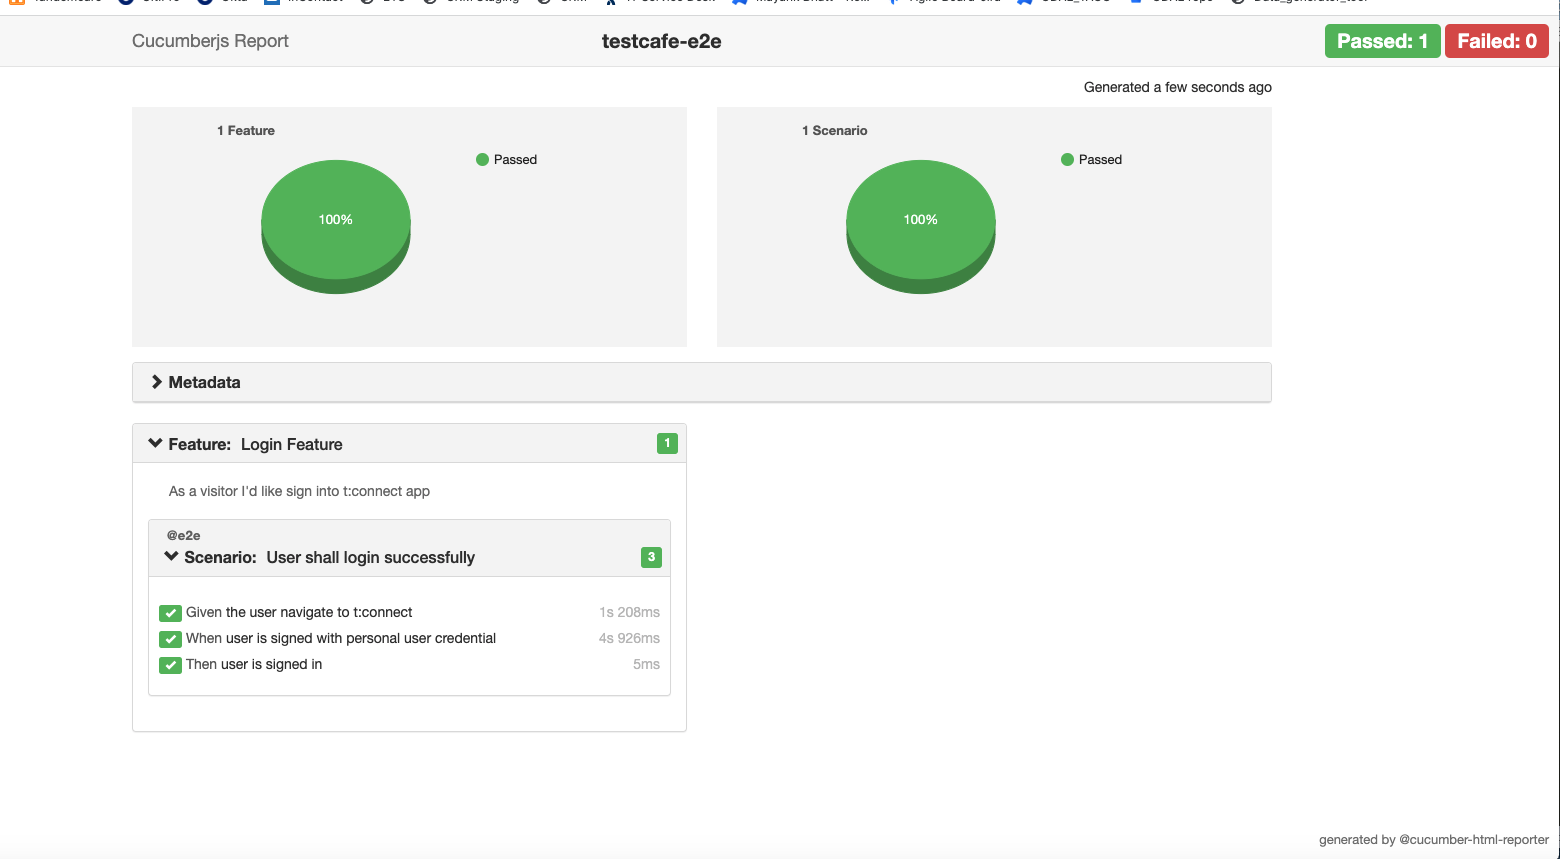 Cucumberjs Report
testcafe-e2e
Passed: 1 Failed: 0
Generated a few seconds ago
1 Feature
Passed
100%
1 Scenario
Passed
100%
Metadata
Feature: Login Feature
1
As a visitor I'd like sign into t:connect app
@e2e
Scenario: User shall login successfully
3
Given the user navigate to t:connect 1s 208ms
When user is signed with personal user credential 4s 926ms
Then user is signed in 5ms
generated by @cucumber-html-reporter